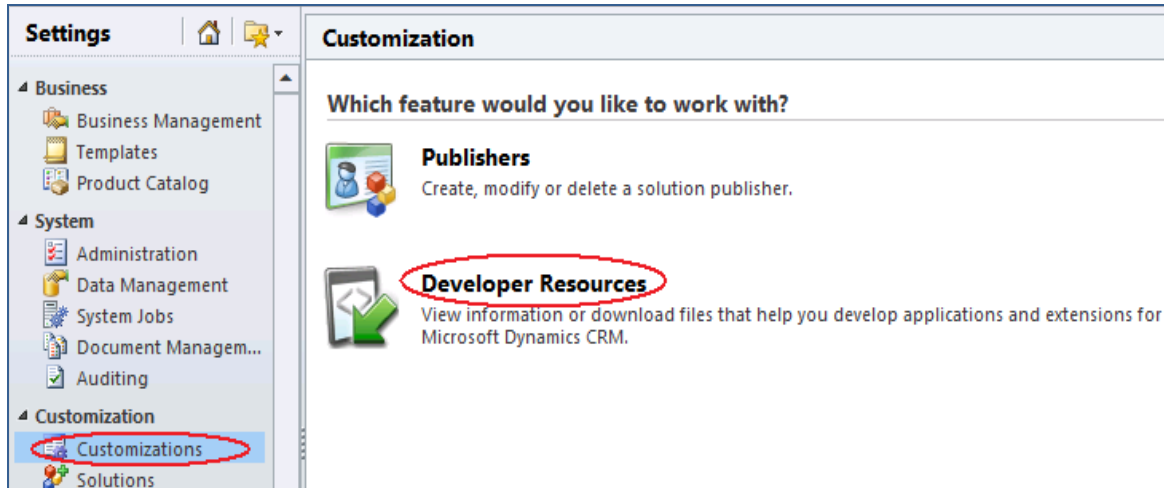 Settings
Business
Business Management
Templates
Product Catalog
System
Administration
Data Management
System Jobs
Document Managem...
Auditing
Customization
Customizations
Solutions
Customization
Which feature would you like to work with?
Publishers
Create, modify or delete a solution publisher.
Developer Resources
View information or download files that help you develop applications and extensions for
Microsoft Dynamics CRM.